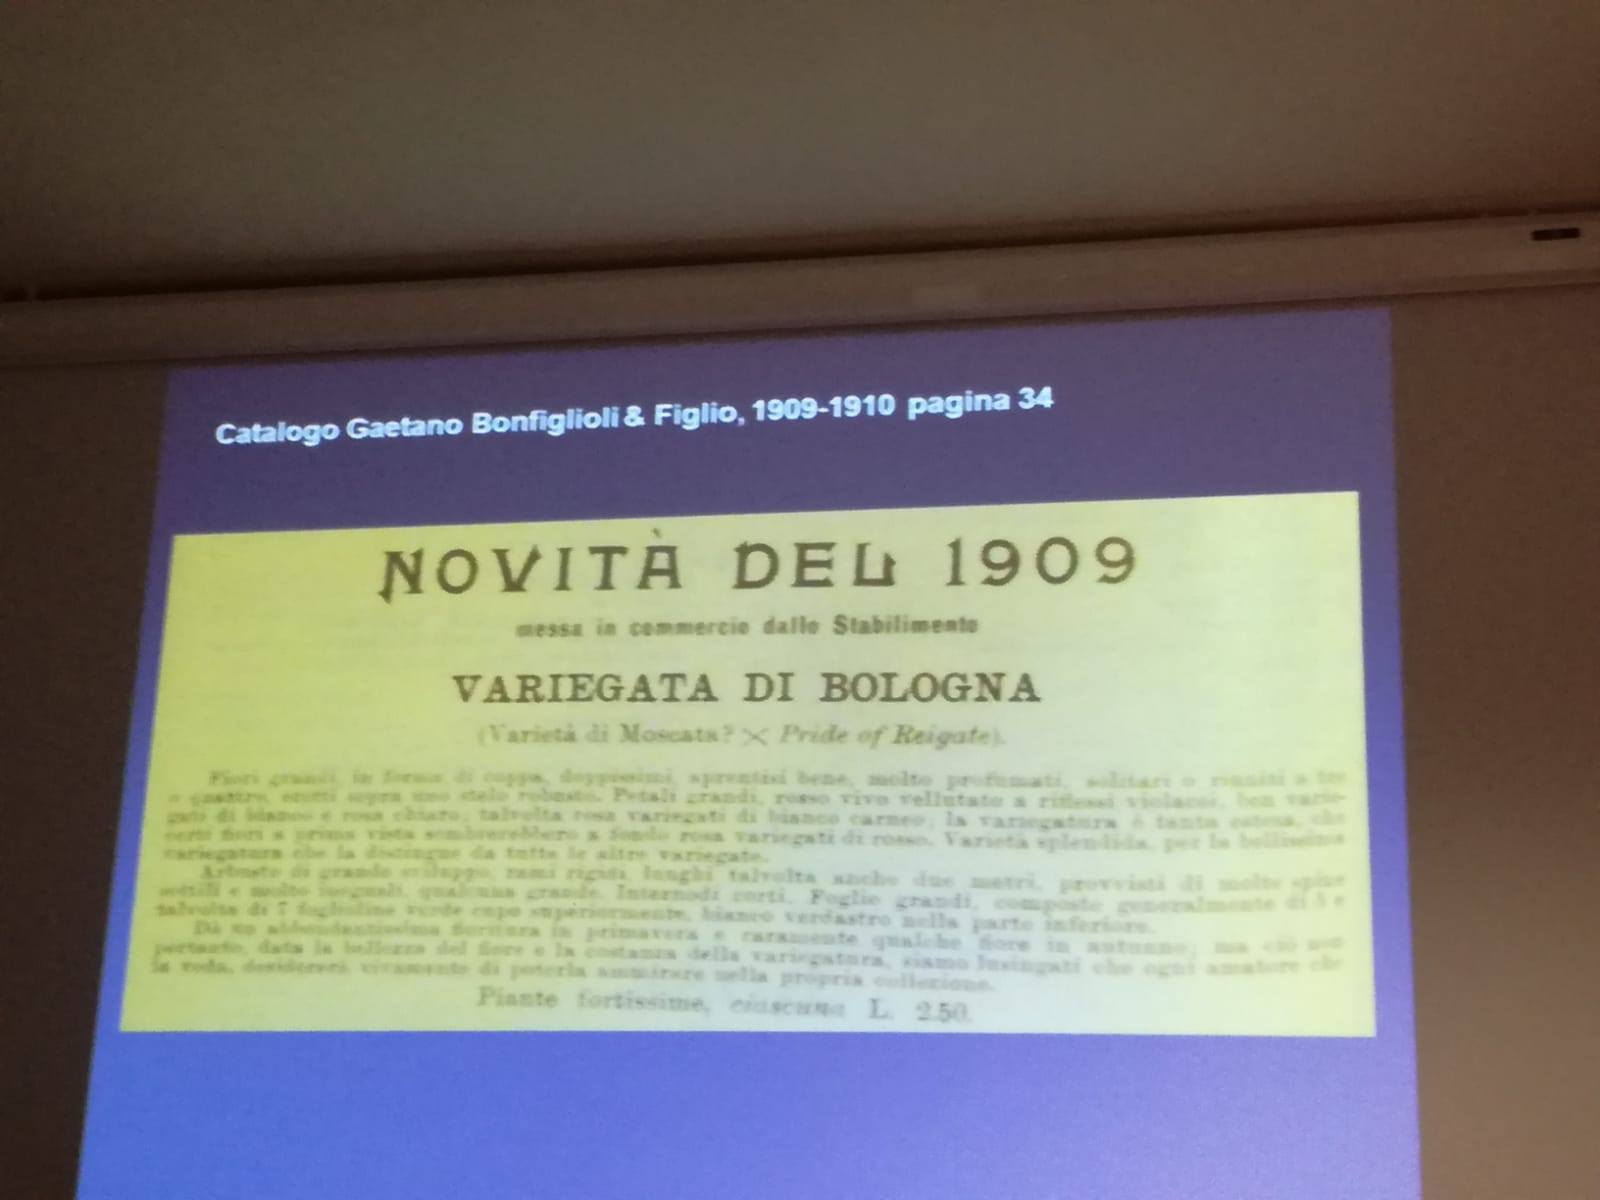 Catalogo Gaetano Bonfiglioli & Figlio, 1909-1910 pagina 34
NOVITÀ DEL 1909
messa in commercio dallo Stabilimento
VARIEGATA DI BOLOGNA
(Varietà di Moscata? × Pride of Reigate).
Fiori grandi, in forma di coppa, doppissimi, aprentisi bene, molto profumati, solitari o riuniti a tre
o quattro, eretti sopra uno stelo robusto. Petali grandi, rosso vivo vellutato a riflessi violacei, ben varie-
gati di bianco e rosa chiaro; talvolta rosa variegati di bianco carneo; la variegatura è tanta estesa, che
certi fiori a prima vista sembrerebbero a fondo rosa variegati di rosso. Varietà splendida, per la bellissima
variegatura che la distingue da tutte le altre variegate.
Arbusto di grande sviluppo, rami rigidi, lunghi talvolta anche due metri, provvisti di molte spine
sottili e molto ineguali, qualcuna grande. Internodi corti. Foglie grandi, composte generalmente di 5 e
talvolta di 7 foglioline verde cupo superiormente, bianco verdastro nella parte inferiore.
Dà un abbondantissima fioritura in primavera e raramente qualche fiore in autunno; ma ciò non
pertanto, data la bellezza del fiore e la costanza della variegatura, siamo lusingati che ogni amatore che
la veda, desidererà vivamente di poterla ammirare nella propria collezione.
Piante fortissime, ciascuna L. 2.50.